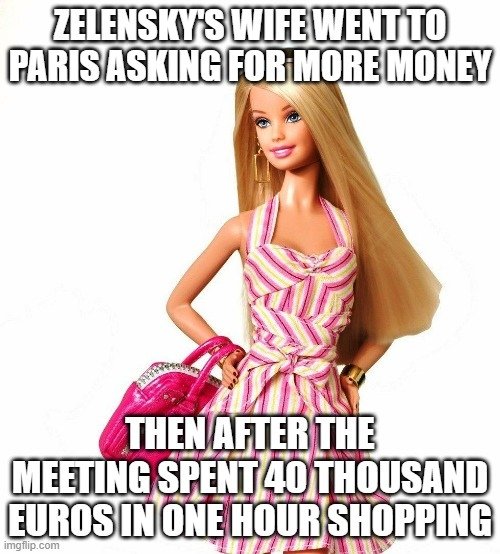 ZELENSKY'S WIFE WENT TO
PARIS ASKING FOR MORE MONEY
THEN AFTER THE
MEETING SPENT 40 THOUSAND
EUROS IN ONE HOUR SHOPPING
imgflip.com